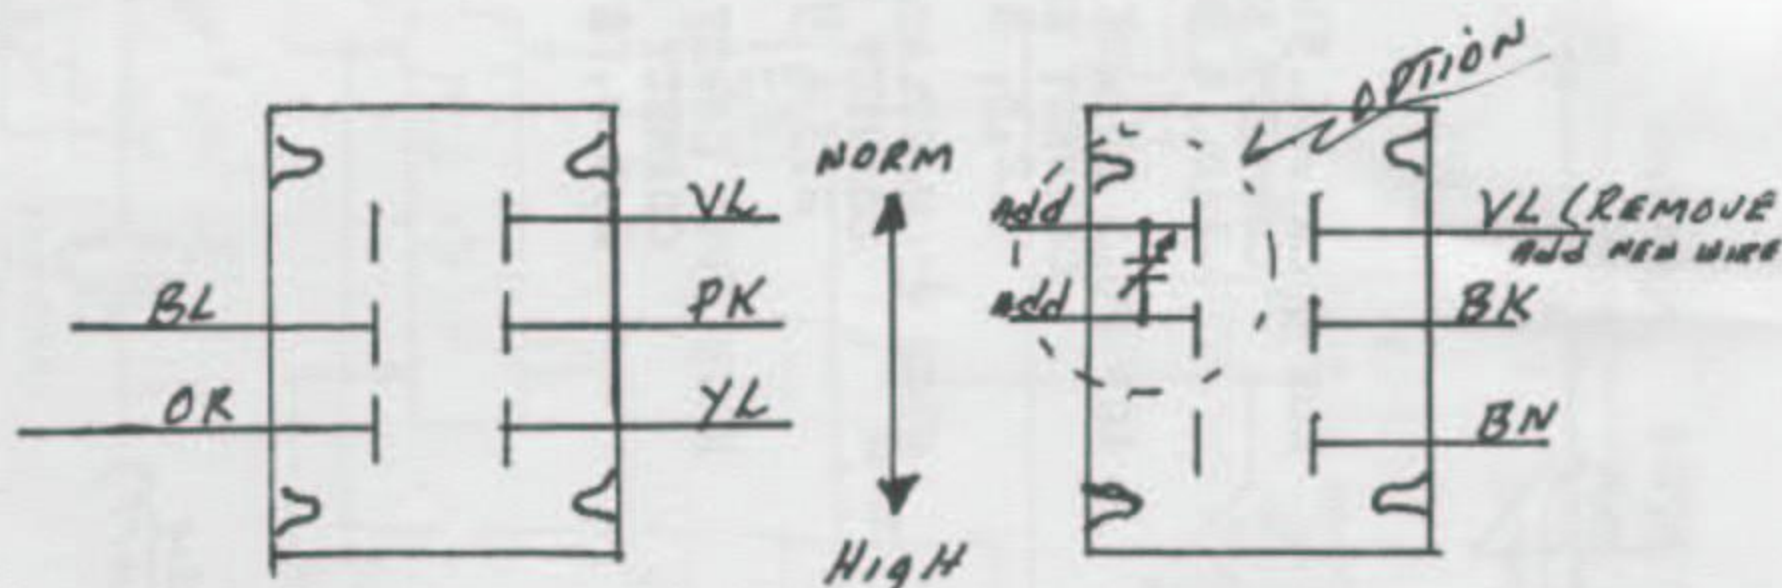 OPTION
NORM
VL
PK
YL
BL
OR
HIGH
Add
Add
VL (REMOVE
Add NEW WIRE
BK
BN